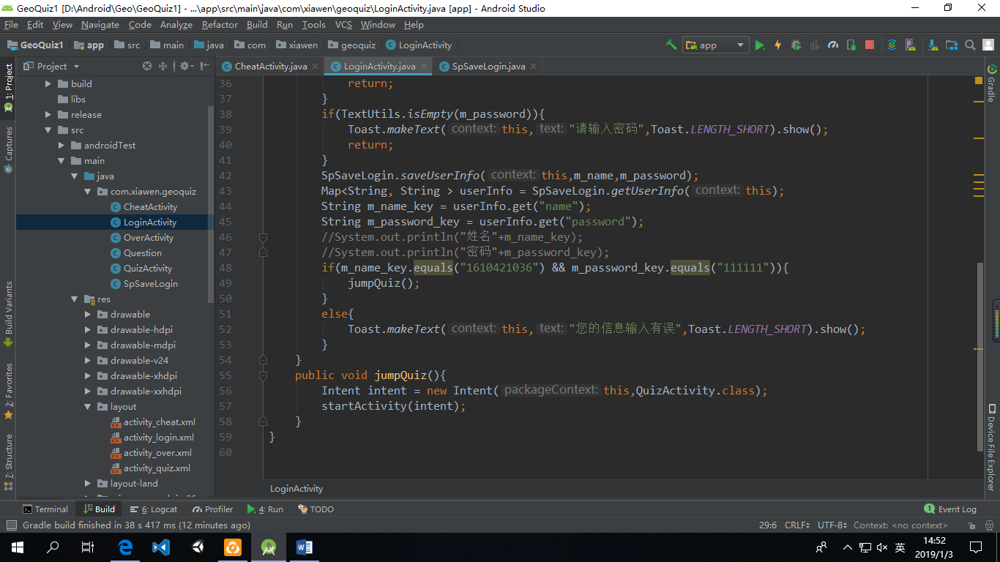 GeoQuiz1 [D:\Android\Geo\GeoQuiz1] - ...\app\src\main\java\com\xiawen\geoquiz\LoginActivity.java [app] - Android Studio
File Edit View Navigate Code Analyze Refactor Build Run Tools VCS Window Help
GeoQuiz1 app src main java com xiawen geoquiz LoginActivity app
Project CheatActivity.java LoginActivity.java SpSaveLogin.java
1: Project
Captures
Build Variants
2: Favorites
7: Structure
build
libs
release
src
androidTest
main
java
com.xiawen.geoquiz
CheatActivity
LoginActivity
OverActivity
Question
QuizActivity
SpSaveLogin
res
drawable
drawable-hdpi
drawable-mdpi
drawable-v24
drawable-xhdpi
drawable-xxhdpi
layout
activity_cheat.xml
activity_login.xml
activity_over.xml
activity_quiz.xml
layout-land
36 return;
37 }
38 if(TextUtils.isEmpty(m_password)){
39 Toast.makeText( context: this, text: "请输入密码",Toast.LENGTH_SHORT).show();
40 return;
41 }
42 SpSaveLogin.saveUserInfo( context: this,m_name,m_password);
43 Map<String, String > userInfo = SpSaveLogin.getUserInfo( context: this);
44 String m_name_key = userInfo.get("name");
45 String m_password_key = userInfo.get("password");
46 //System.out.println("姓名"+m_name_key);
47 //System.out.println("密码"+m_password_key);
48 if(m_name_key.equals("1610421036") && m_password_key.equals("111111")){
49 jumpQuiz();
50 }
51 else{
52 Toast.makeText( context: this, text: "您的信息输入有误",Toast.LENGTH_SHORT).show();
53 }
54 }
55 public void jumpQuiz(){
56 Intent intent = new Intent( packageContext: this,QuizActivity.class);
57 startActivity(intent);
58 }
59 }
60
LoginActivity
Gradle
Device File Explorer
Terminal Build 6: Logcat Profiler 4: Run TODO 1 Event Log
Gradle build finished in 38 s 417 ms (12 minutes ago) 29:6 CRLF UTF-8 Context: <no context>
英 14:52
2019/1/3